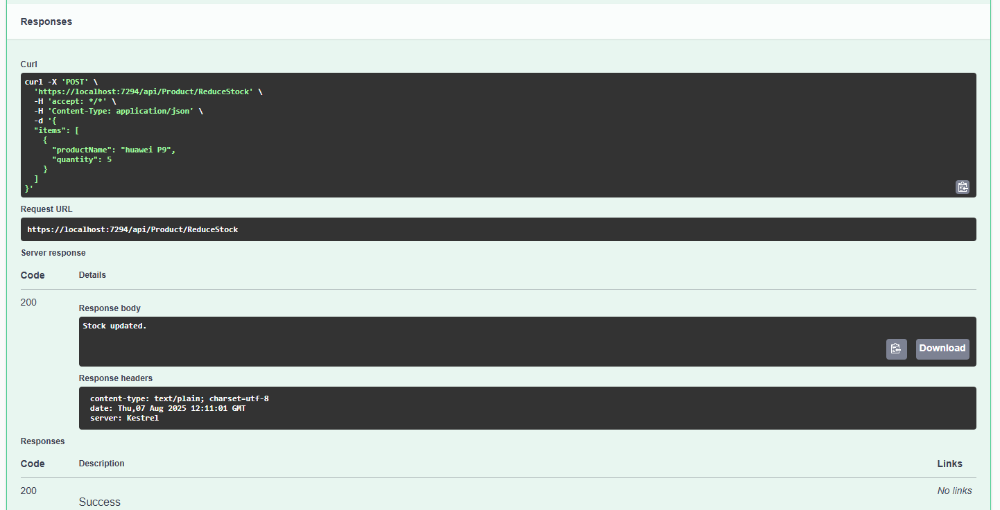 Responses
Curl
curl -X 'POST' \
  'https://localhost:7294/api/Product/ReduceStock' \
  -H 'accept: */*' \
  -H 'Content-Type: application/json' \
  -d '{
  "items": [
    {
      "productName": "huawei P9",
      "quantity": 5
    }
  ]
}'
Request URL
https://localhost:7294/api/Product/ReduceStock
Server response
Code Details
200
Response body
Stock updated.
Download
Response headers
content-type: text/plain; charset=utf-8
date: Thu,07 Aug 2025 12:11:01 GMT
server: Kestrel
Responses
Code Description Links
200 No links
Success